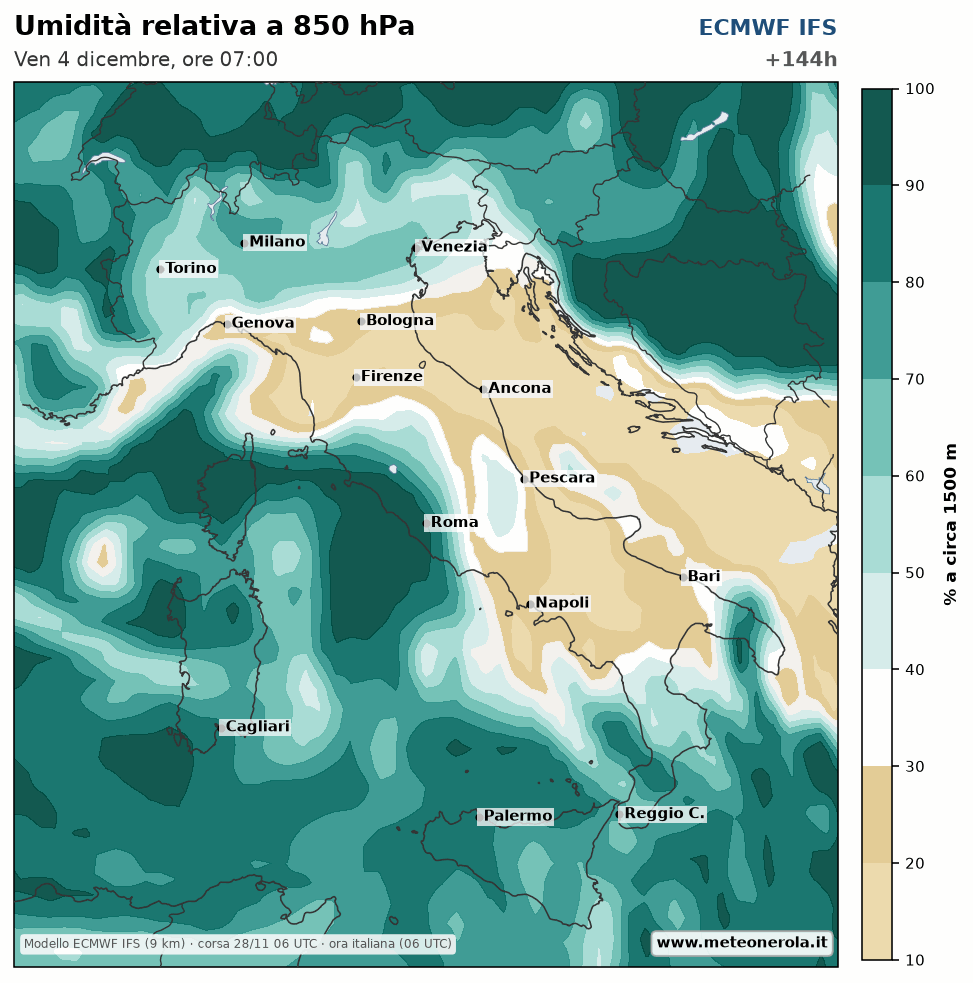 Umidità relativa a 850 hPa
ECMWF IFS
Ven 4 dicembre, ore 07:00
+144h
Milano
Venezia
Torino
Genova
Bologna
Firenze
Ancona
Pescara
Roma
Bari
Napoli
Cagliari
Palermo
Reggio C.
100
90
80
70
60
50
40
30
20
10
% a circa 1500 m
Modello ECMWF IFS (9 km) · corsa 28/11 06 UTC · ora italiana (06 UTC)
www.meteonerola.it